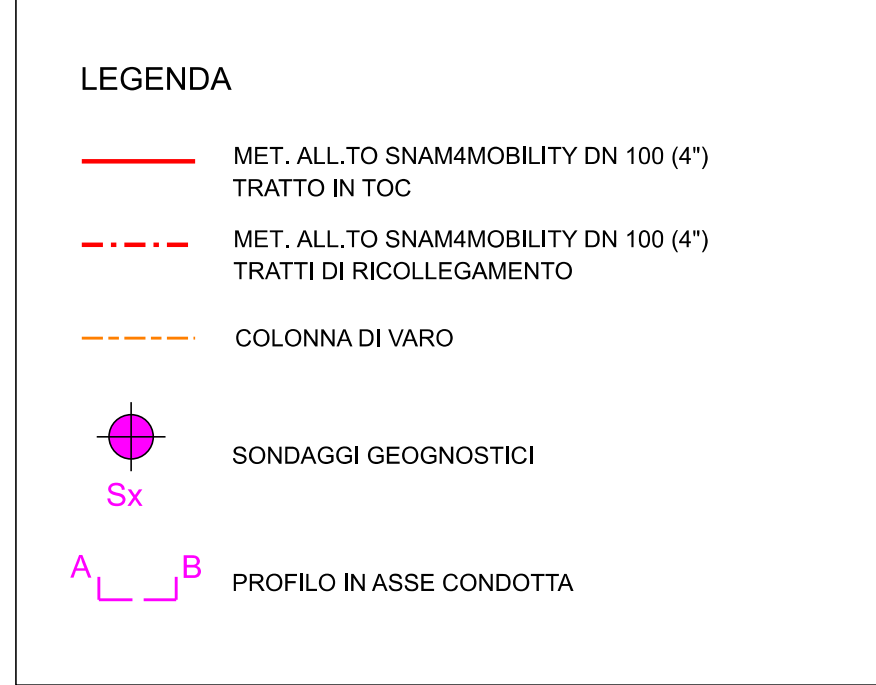 LEGENDA
MET. ALL.TO SNAM4MOBILITY DN 100 (4")
TRATTO IN TOC
MET. ALL.TO SNAM4MOBILITY DN 100 (4")
TRATTI DI RICOLLEGAMENTO
COLONNA DI VARO
SONDAGGI GEOGNOSTICI
Sx
A B
PROFILO IN ASSE CONDOTTA